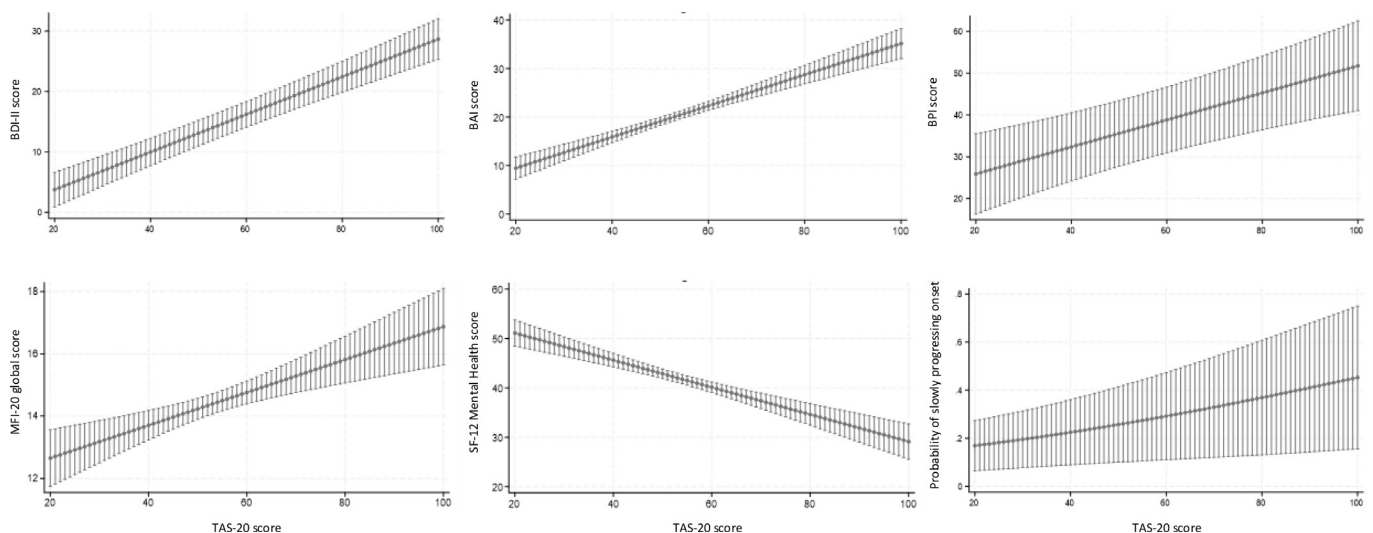 BDI-II score
30
20
10
0
20 40 60 80 100
BAI score
40
30
20
10
0
20 40 60 80 100
BPI score
60
50
40
30
20
20 40 60 80 100
MFI-20 global score
18
16
14
12
20 40 60 80 100
TAS-20 score
SF-12 Mental Health score
60
50
40
30
20
20 40 60 80 100
TAS-20 score
Probability of slowly progressing onset
.8
.6
.4
.2
0
20 40 60 80 100
TAS-20 score